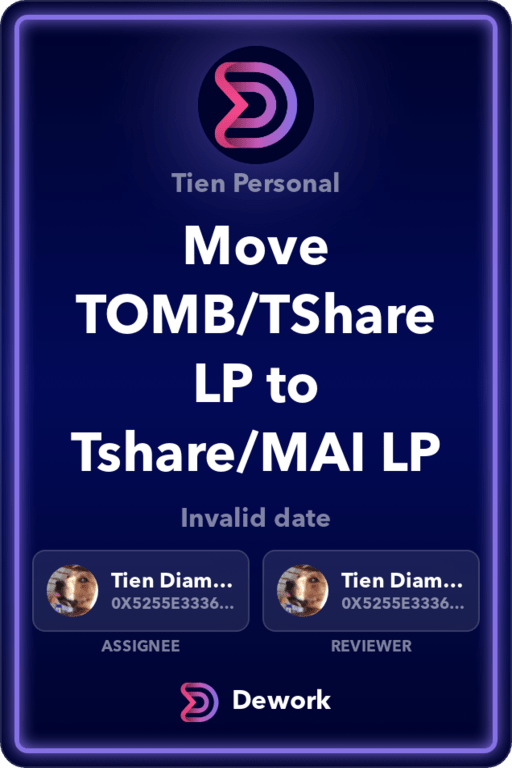 Tien Personal
Move
TOMB/TShare
LP to
Tshare/MAI LP
Invalid date
Tien Diam... Tien Diam...
0X5255E3336... 0X5255E3336...
ASSIGNEE REVIEWER
Dework